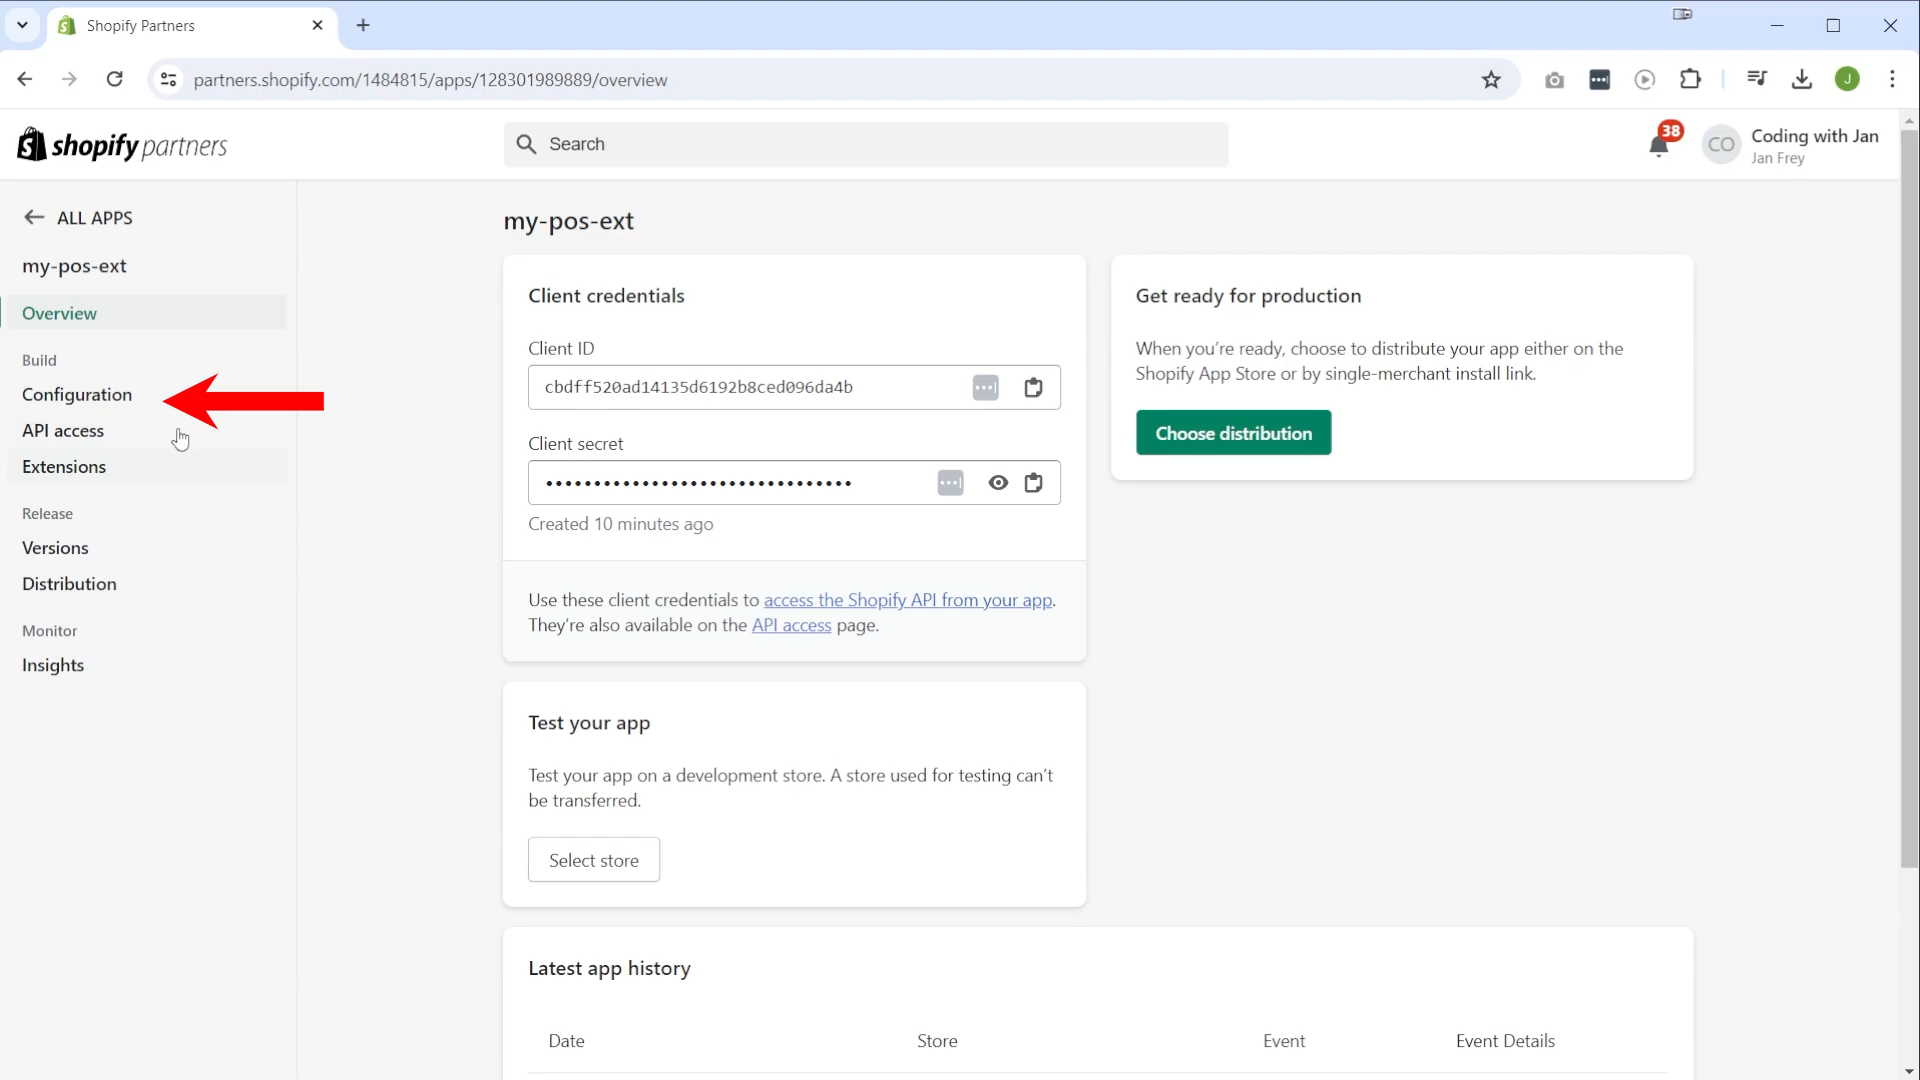 Shopify Partners
partners.shopify.com/1484815/apps/128301989889/overview
J
shopify partners
Search
38
CO
Coding with Jan
Jan Frey
ALL APPS
my-pos-ext
Overview
Build
Configuration
API access
Extensions
Release
Versions
Distribution
Monitor
Insights
my-pos-ext
Client credentials
Client ID
cbdff520ad14135d6192b8ced096da4b
Client secret
••••••••••••••••••••••••••••••••
Created 10 minutes ago
Use these client credentials to access the Shopify API from your app.
They’re also available on the API access page.
Get ready for production
When you’re ready, choose to distribute your app either on the
Shopify App Store or by single-merchant install link.
Choose distribution
Test your app
Test your app on a development store. A store used for testing can’t
be transferred.
Select store
Latest app history
Date Store Event Event Details